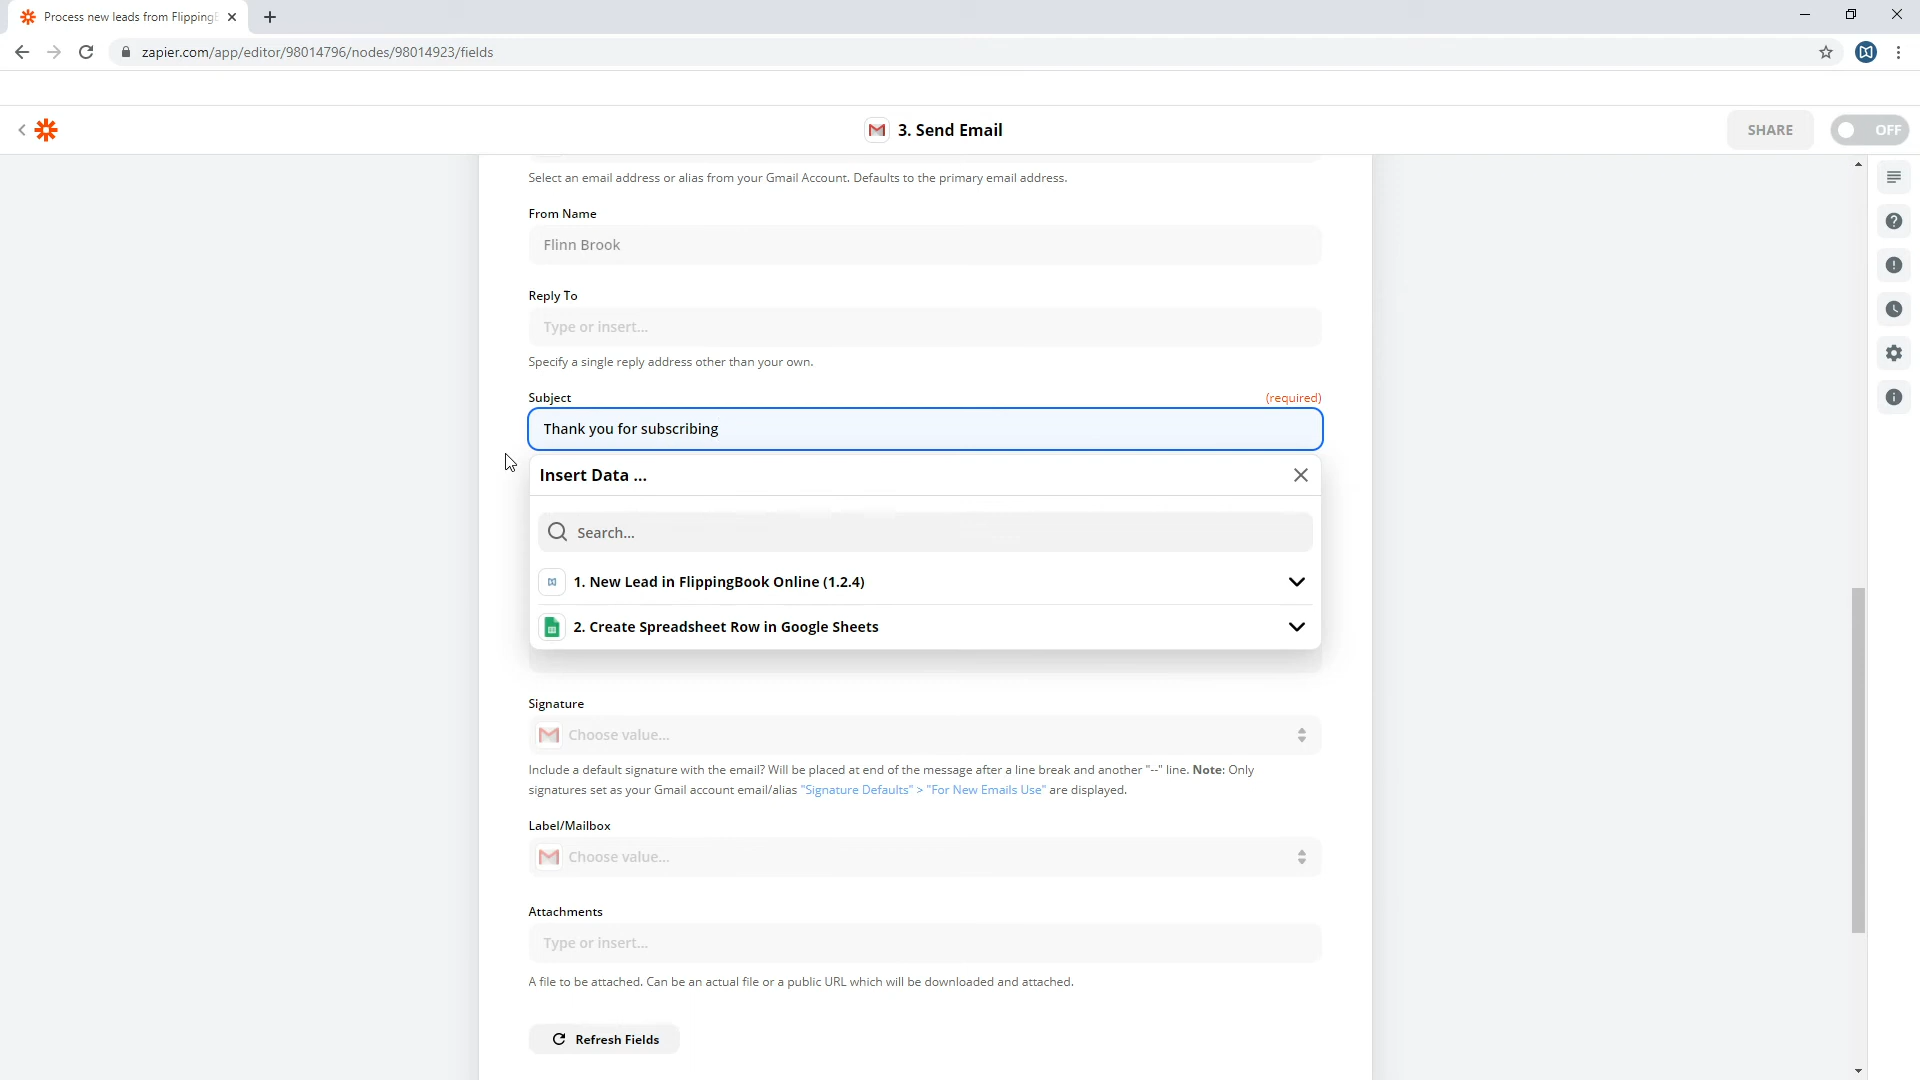 Process new leads from Flipping
zapier.com/app/editor/98014796/nodes/98014923/fields
3. Send Email
SHARE
OFF
Select an email address or alias from your Gmail Account. Defaults to the primary email address.
From Name
Flinn Brook
Reply To
Type or insert...
Specify a single reply address other than your own.
Subject (required)
Thank you for subscribing
Insert Data ...
Search...
1. New Lead in FlippingBook Online (1.2.4)
2. Create Spreadsheet Row in Google Sheets
Signature
Choose value...
Include a default signature with the email? Will be placed at end of the message after a line break and another "--" line. Note: Only
signatures set as your Gmail account email/alias "Signature Defaults" > "For New Emails Use" are displayed.
Label/Mailbox
Choose value...
Attachments
Type or insert...
A file to be attached. Can be an actual file or a public URL which will be downloaded and attached.
Refresh Fields